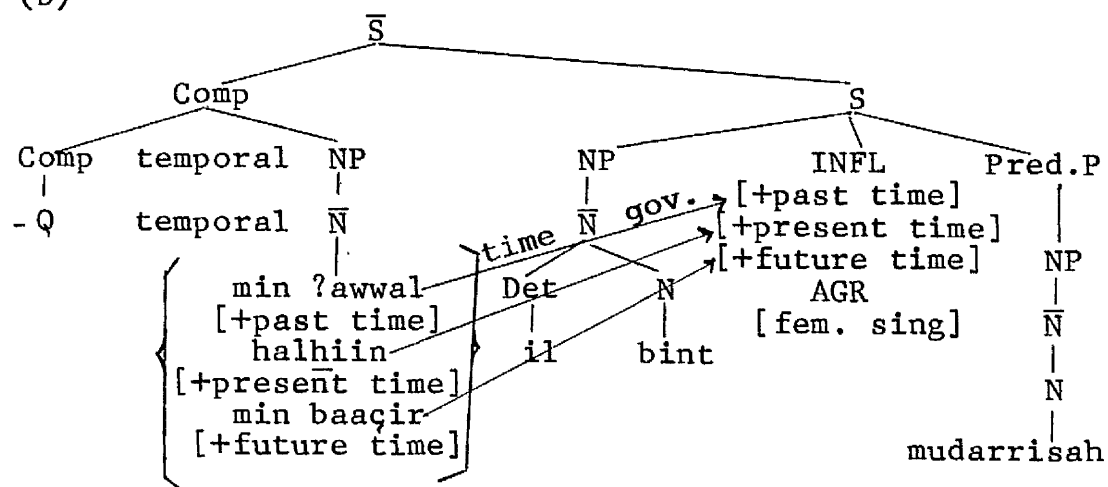 S̅
Comp S
Comp temporal NP NP INFL Pred.P
-Q temporal N̅ N̅ time gov. [+past time]
[+present time]
[+future time] NP
min ?awwal Det N AGR
[+past time] [fem. sing] N̅
halhiin il bint
[+present time] N
min baaçir
[+future time] mudarrisah